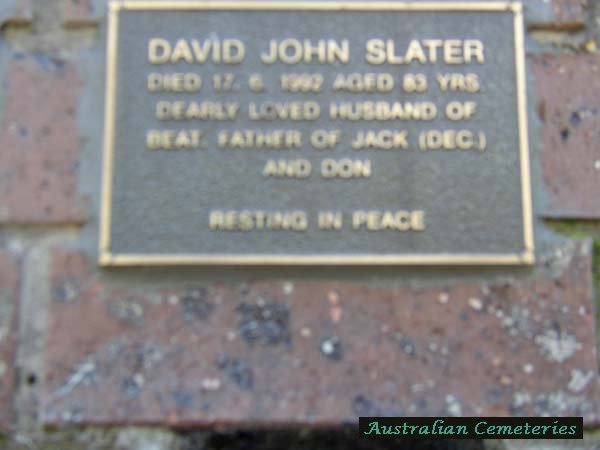 DAVID JOHN SLATER
DIED 17. 6. 1992 AGED 83 YRS.
DEARLY LOVED HUSBAND OF
BEAT. FATHER OF JACK (DEC.)
AND DON
RESTING IN PEACE
Australian Cemeteries